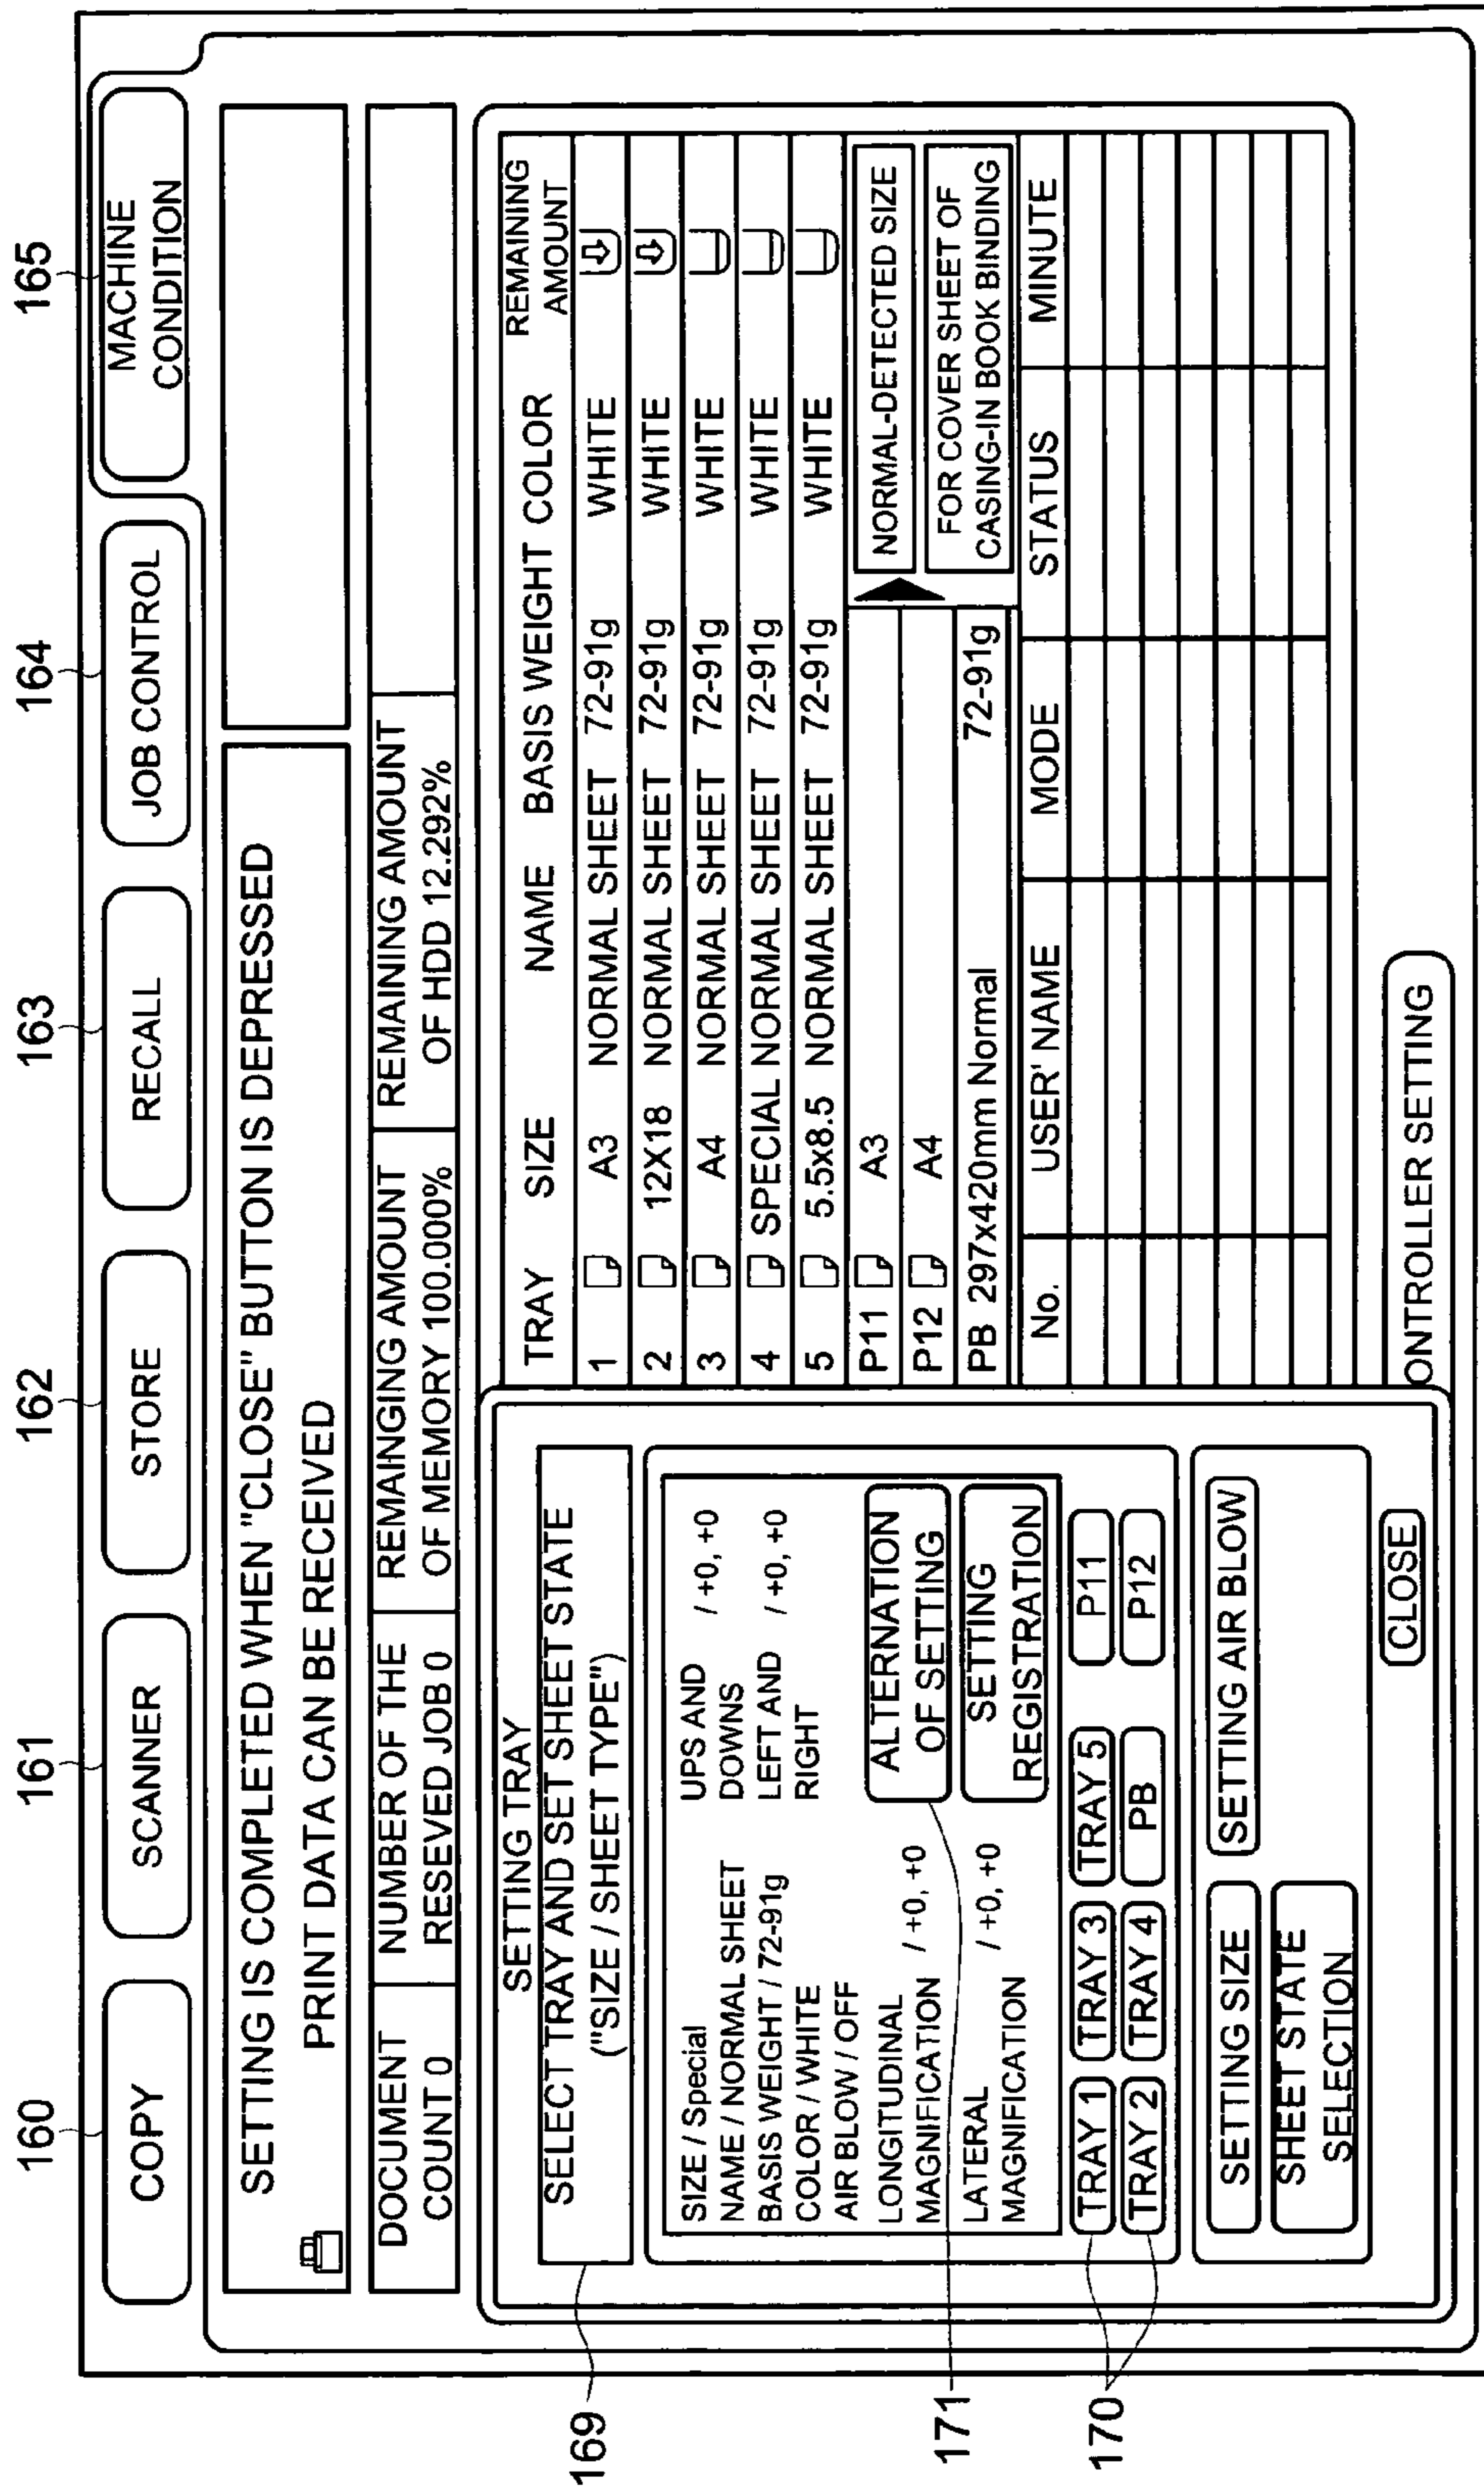 160 161 162 163 164 165
COPY SCANNER STORE RECALL JOB CONTROL MACHINE
CONDITION
SETTING IS COMPLETED WHEN "CLOSE" BUTTON IS DEPRESSED
PRINT DATA CAN BE RECEIVED
DOCUMENT NUMBER OF THE REMAINGING AMOUNT REMAINING AMOUNT
COUNT 0 RESEVED JOB 0 OF MEMORY 100.000% OF HDD 12.292%
169
SETTING TRAY
SELECT TRAY AND SET SHEET STATE
("SIZE / SHEET TYPE")
SIZE / Special
NAME / NORMAL SHEET
BASIS WEIGHT / 72-91g
COLOR / WHITE
AIR BLOW / OFF
LONGITUDINAL
MAGNIFICATION / +0, +0
LATERAL / +0, +0
MAGNIFICATION
UPS AND / +0, +0
DOWNS
LEFT AND / +0, +0
RIGHT
171
ALTERNATION
OF SETTING
SETTING
REGISTRATION
170
TRAY 1 TRAY 3 TRAY 5 P11
TRAY 2 TRAY 4 PB P12
SETTING SIZE SETTING AIR BLOW
SHEET STATE
SELECTION
CLOSE
TRAY SIZE NAME BASIS WEIGHT COLOR REMAINING
AMOUNT
1 A3 NORMAL SHEET 72-91g WHITE
2 12X18 NORMAL SHEET 72-91g WHITE
3 A4 NORMAL SHEET 72-91g WHITE
4 SPECIAL NORMAL SHEET 72-91g WHITE
5 5.5x8.5 NORMAL SHEET 72-91g WHITE
P11 A3
P12 A4
PB 297x420mm Normal 72-91g
NORMAL-DETECTED SIZE
FOR COVER SHEET OF
CASING-IN BOOK BINDING
No. USER' NAME MODE STATUS MINUTE
ONTROLLER SETTING